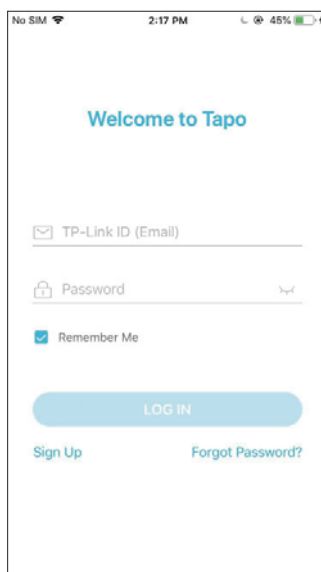 No SIM 2:17 PM 45%
Welcome to Tapo
TP-Link ID (Email)
Password
Remember Me
LOG IN
Sign Up Forgot Password?